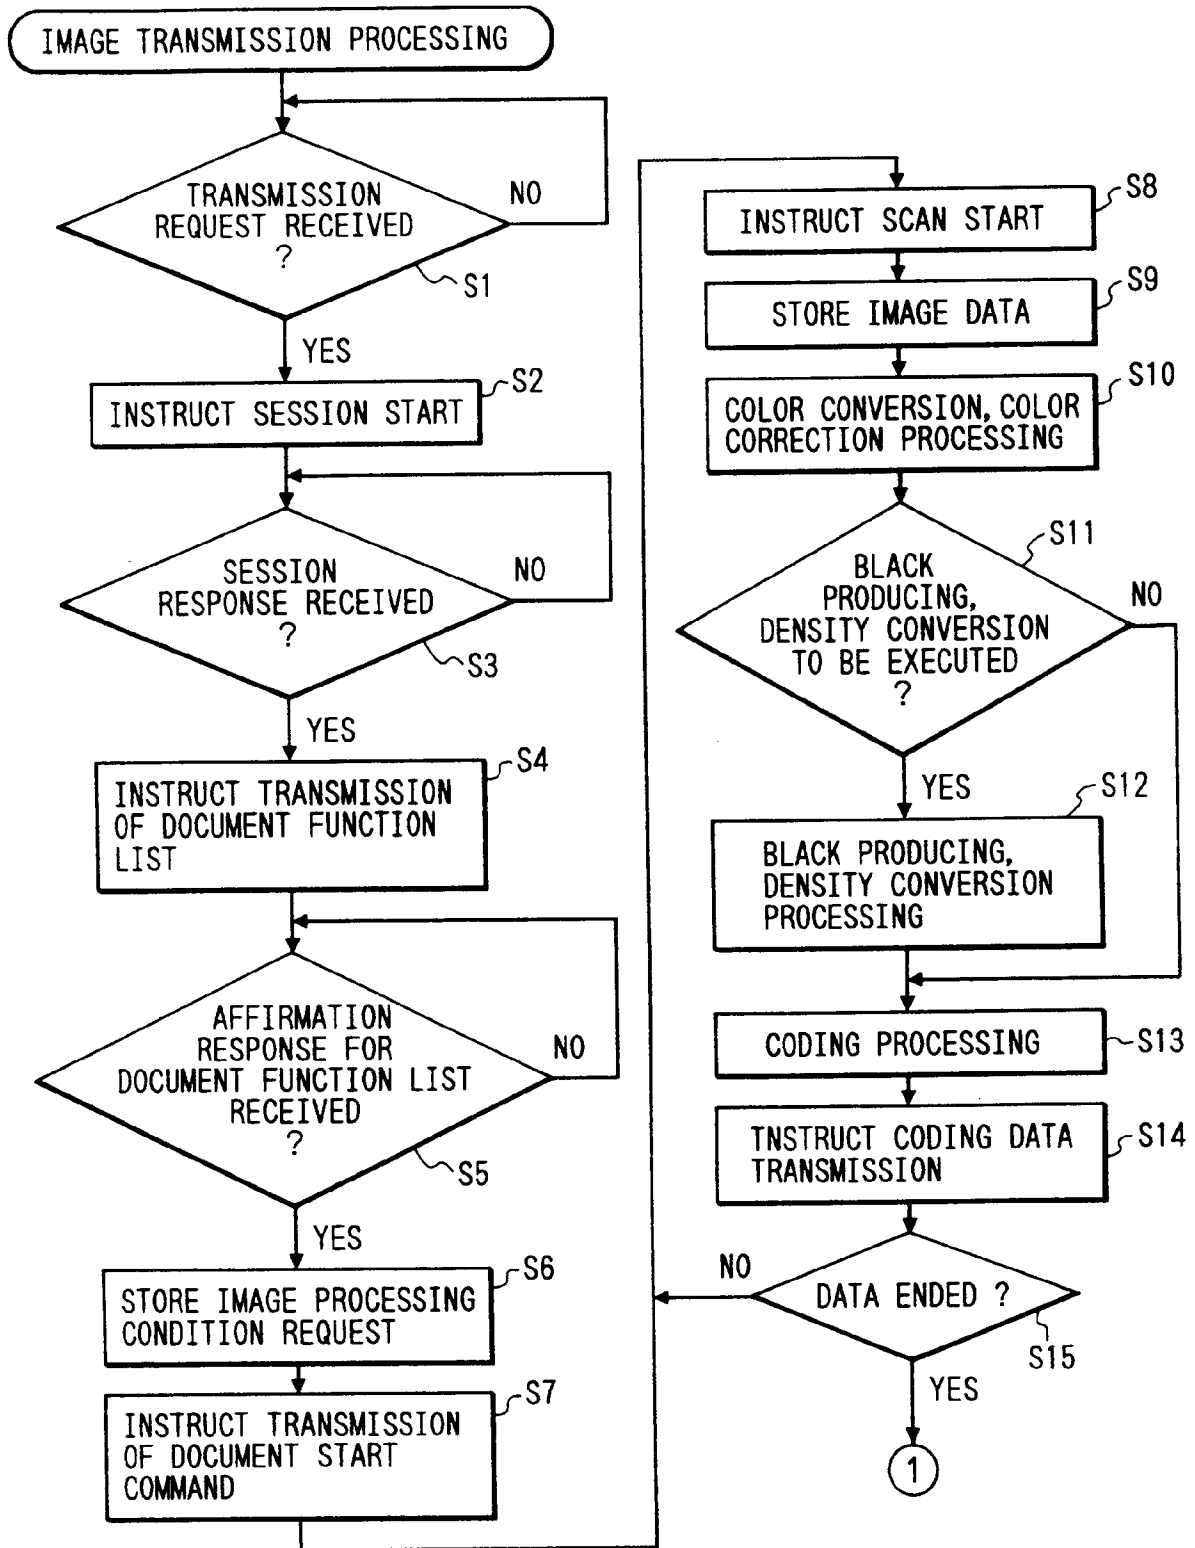 IMAGE TRANSMISSION PROCESSING
TRANSMISSION
REQUEST RECEIVED
?
NO
S1
YES
S2
INSTRUCT SESSION START
SESSION
RESPONSE RECEIVED
?
NO
S3
YES
S4
INSTRUCT TRANSMISSION
OF DOCUMENT FUNCTION
LIST
AFFIRMATION
RESPONSE FOR
DOCUMENT FUNCTION LIST
RECEIVED
?
NO
S5
YES
S6
STORE IMAGE PROCESSING
CONDITION REQUEST
S7
INSTRUCT TRANSMISSION
OF DOCUMENT START
COMMAND
S8
INSTRUCT SCAN START
S9
STORE IMAGE DATA
S10
COLOR CONVERSION, COLOR
CORRECTION PROCESSING
S11
BLACK
PRODUCING,
DENSITY CONVERSION
TO BE EXECUTED
?
NO
YES
S12
BLACK PRODUCING,
DENSITY CONVERSION
PROCESSING
CODING PROCESSING
S13
TNSTRUCT CODING DATA
TRANSMISSION
S14
NO
DATA ENDED ?
S15
YES
1